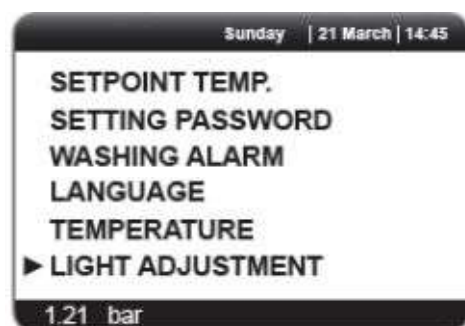 Sunday | 21 March | 14:45
SETPOINT TEMP.
SETTING PASSWORD
WASHING ALARM
LANGUAGE
TEMPERATURE
►LIGHT ADJUSTMENT
1.21 bar